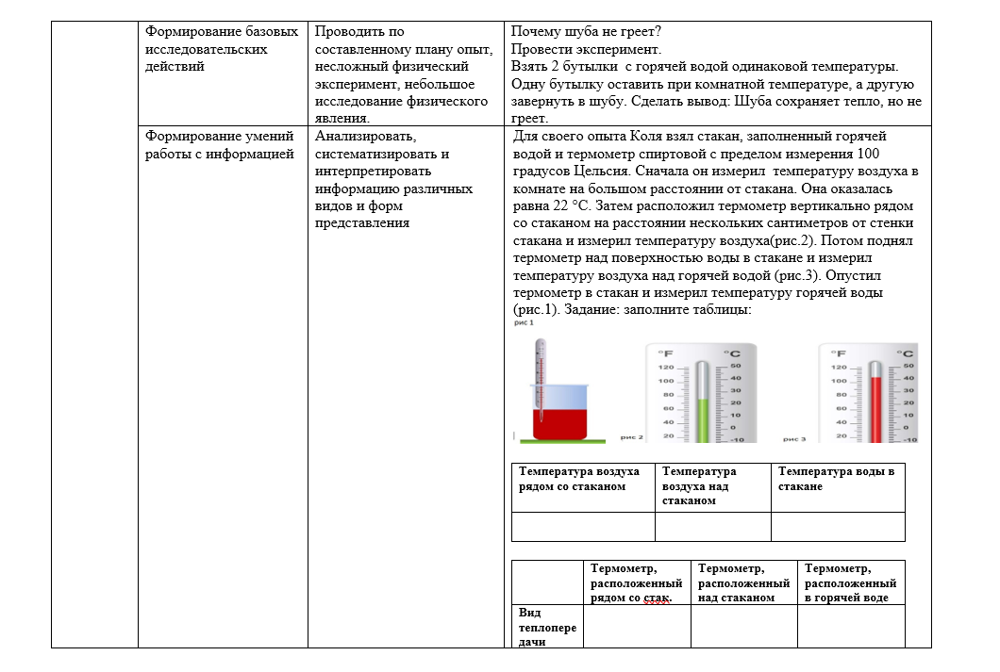 Формирование базовых
исследовательских
действий
Проводить по
составленному плану опыт,
несложный физический
эксперимент, небольшое
исследование физического
явления.
Почему шуба не греет?
Провести эксперимент.
Взять 2 бутылки с горячей водой одинаковой температуры.
Одну бутылку оставить при комнатной температуре, а другую
завернуть в шубу. Сделать вывод: Шуба сохраняет тепло, но не
греет.
Формирование умений
работы с информацией
Анализировать,
систематизировать и
интерпретировать
информацию различных
видов и форм
представления
Для своего опыта Коля взял стакан, заполненный горячей
водой и термометр спиртовой с пределом измерения 100
градусов Цельсия. Сначала он измерил температуру воздуха в
комнате на большом расстоянии от стакана. Она оказалась
равна 22 °С. Затем расположил термометр вертикально рядом
со стаканом на расстоянии нескольких сантиметров от стенки
стакана и измерил температуру воздуха(рис.2). Потом поднял
термометр над поверхностью воды в стакане и измерил
температуру воздуха над горячей водой (рис.3). Опустил
термометр в стакан и измерил температуру горячей воды
(рис.1). Задание: заполните таблицы:
рис 1
°F °C
120 50
100 40
80 30
60 20
40 10
20 0
-10
рис 2
°F °C
120 50
100 40
80 30
60 20
40 10
20 0
-10
рис 3
Температура воздуха
рядом со стаканом
Температура
воздуха над
стаканом
Температура воды в
стакане
Термометр,
расположенный
рядом со стак.
Термометр,
расположенный
над стаканом
Термометр,
расположенный
в горячей воде
Вид
теплопере
дачи